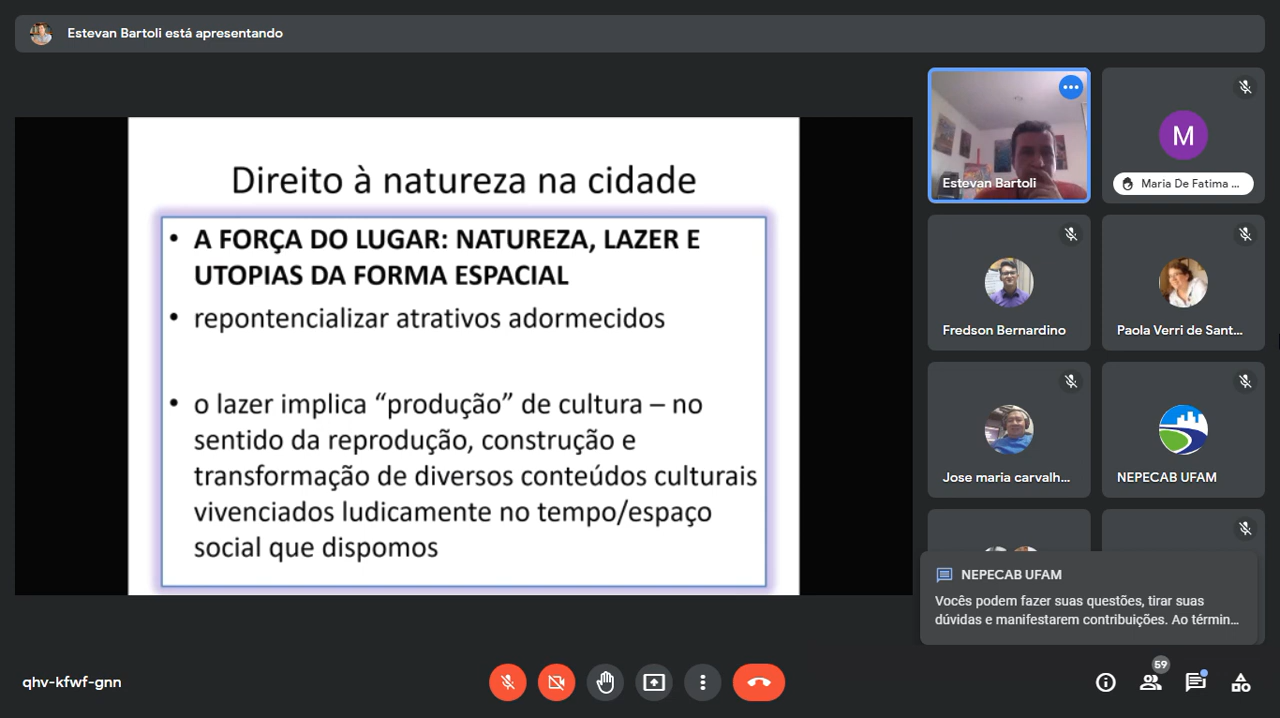 Estevan Bartoli está apresentando
Direito à natureza na cidade
• A FORÇA DO LUGAR: NATUREZA, LAZER E
UTOPIAS DA FORMA ESPACIAL
• repontencializar atrativos adormecidos
• o lazer implica “produção” de cultura – no
sentido da reprodução, construção e
transformação de diversos conteúdos culturais
vivenciados ludicamente no tempo/espaço
social que dispomos
Estevan Bartoli
M
Maria De Fatima ...
Fredson Bernardino
Paola Verri de Sant...
Jose maria carvalh...
NEPECAB UFAM
NEPECAB UFAM
Vocês podem fazer suas questões, tirar suas
dúvidas e manifestarem contribuições. Ao términ...
qhv-kfwf-gnn
59